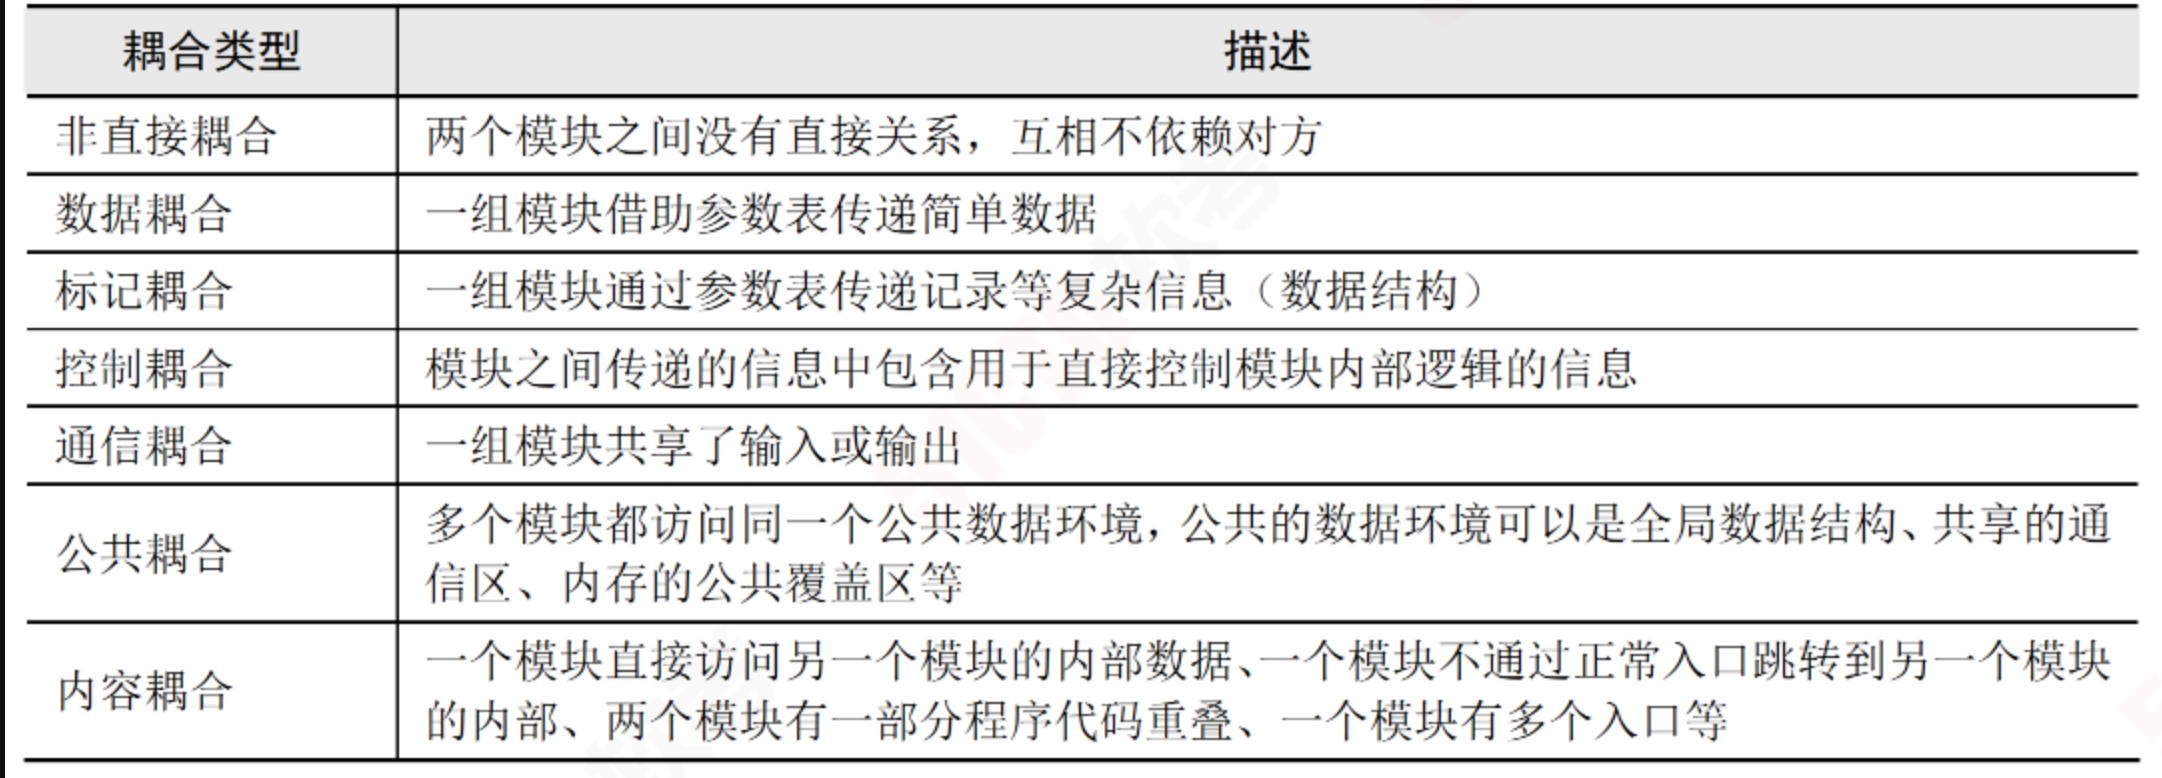 耦合类型 描述
非直接耦合 两个模块之间没有直接关系，互相不依赖对方
数据耦合 一组模块借助参数表传递简单数据
标记耦合 一组模块通过参数表传递记录等复杂信息（数据结构）
控制耦合 模块之间传递的信息中包含用于直接控制模块内部逻辑的信息
通信耦合 一组模块共享了输入或输出
公共耦合 多个模块都访问同一个公共数据环境，公共的数据环境可以是全局数据结构、共享的通
信区、内存的公共覆盖区等
内容耦合 一个模块直接访问另一个模块的内部数据、一个模块不通过正常入口跳转到另一个模块
的内部、两个模块有一部分程序代码重叠、一个模块有多个入口等
软考
软考